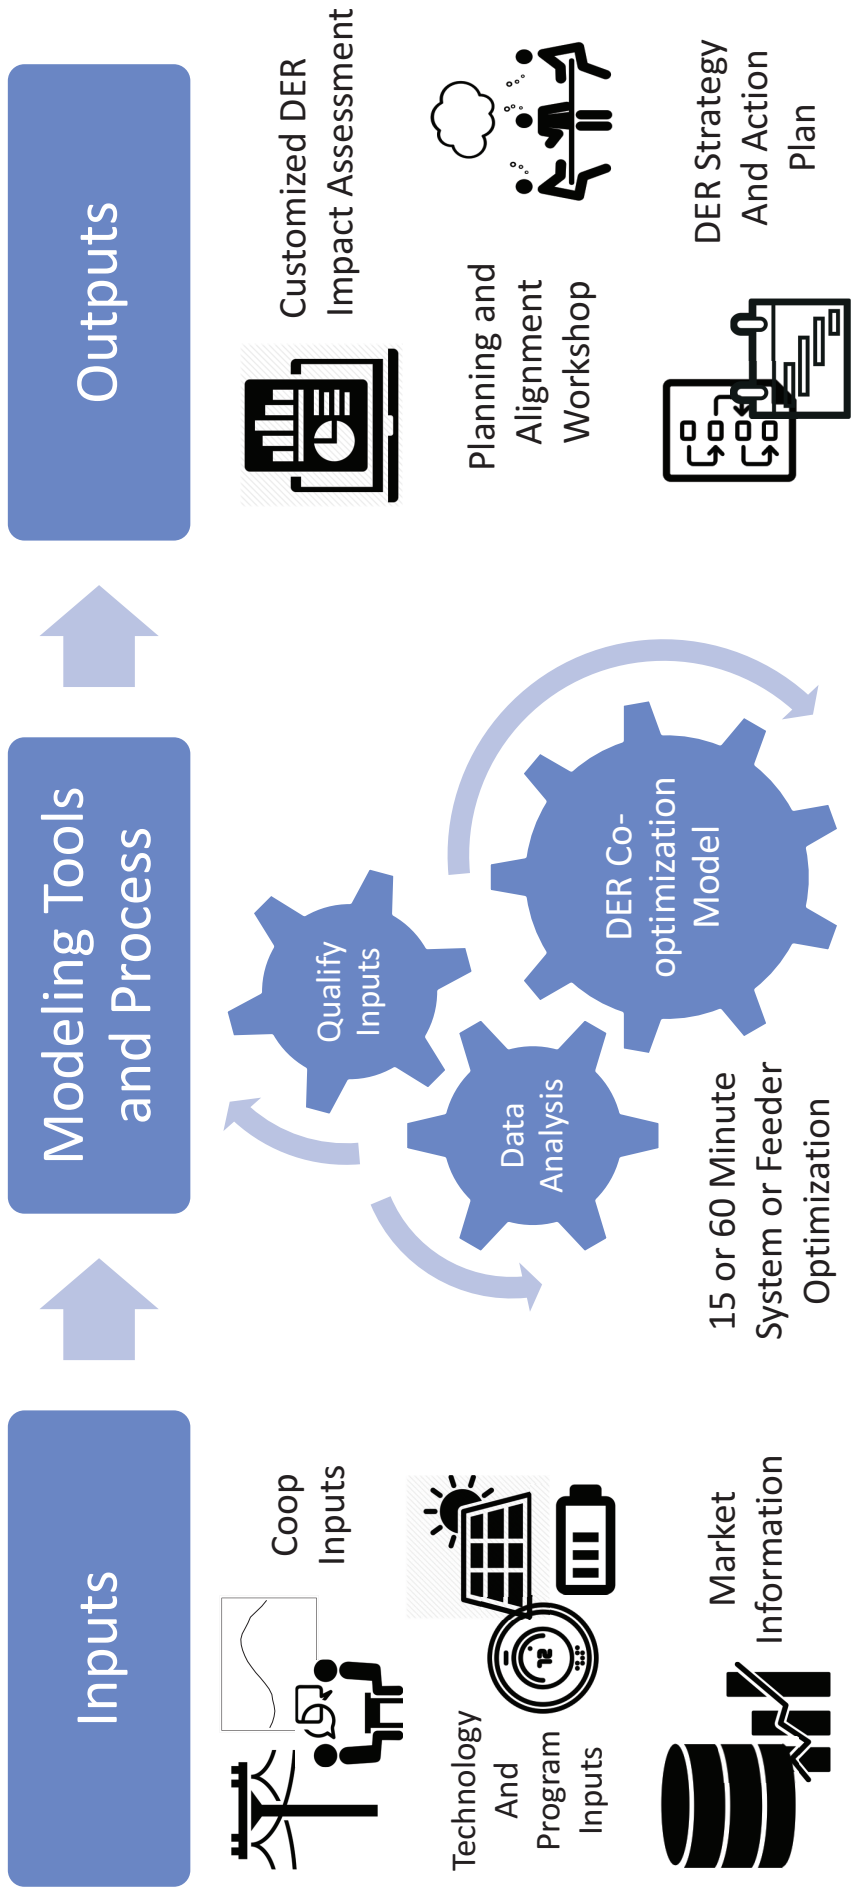 Inputs
Coop
Inputs
Technology
And
Program
Inputs
Market
Information
Modeling Tools
and Process
Qualify
Inputs
Data
Analysis
DER Co-
optimization
Model
15 or 60 Minute
System or Feeder
Optimization
Outputs
Customized DER
Impact Assessment
Planning and
Alignment
Workshop
DER Strategy
And Action
Plan